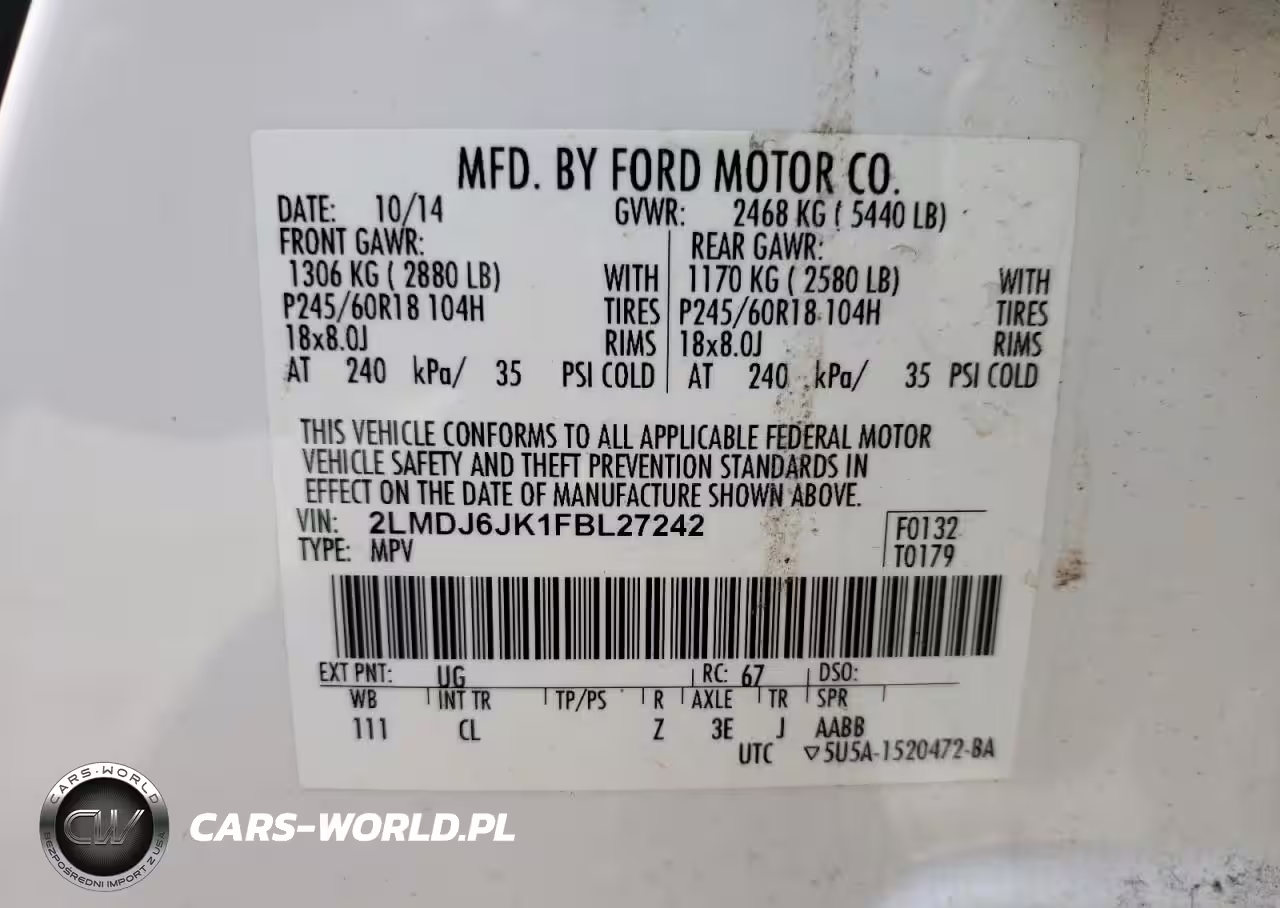 MFD. BY FORD MOTOR CO.
DATE: 10/14 GVWR: 2468 KG ( 5440 LB)
FRONT GAWR: REAR GAWR:
1306 KG ( 2880 LB) WITH 1170 KG ( 2580 LB) WITH
P245/60R18 104H TIRES P245/60R18 104H TIRES
18x8.0J RIMS 18x8.0J RIMS
AT 240 kPa/ 35 PSI COLD AT 240 kPa/ 35 PSI COLD
THIS VEHICLE CONFORMS TO ALL APPLICABLE FEDERAL MOTOR
VEHICLE SAFETY AND THEFT PREVENTION STANDARDS IN
EFFECT ON THE DATE OF MANUFACTURE SHOWN ABOVE.
VIN: 2LMDJ6JK1FBL27242 F0132
TYPE: MPV T0179
EXT PNT: UG RC: 67 DSO:
WB INT TR TP/PS R AXLE TR SPR
111 CL Z 3E J AABB
UTC ▽5U5A-1520472-BA
CARS-WORLD
CW
BEZPOŚREDNI IMPORT Z USA
CARS-WORLD.PL